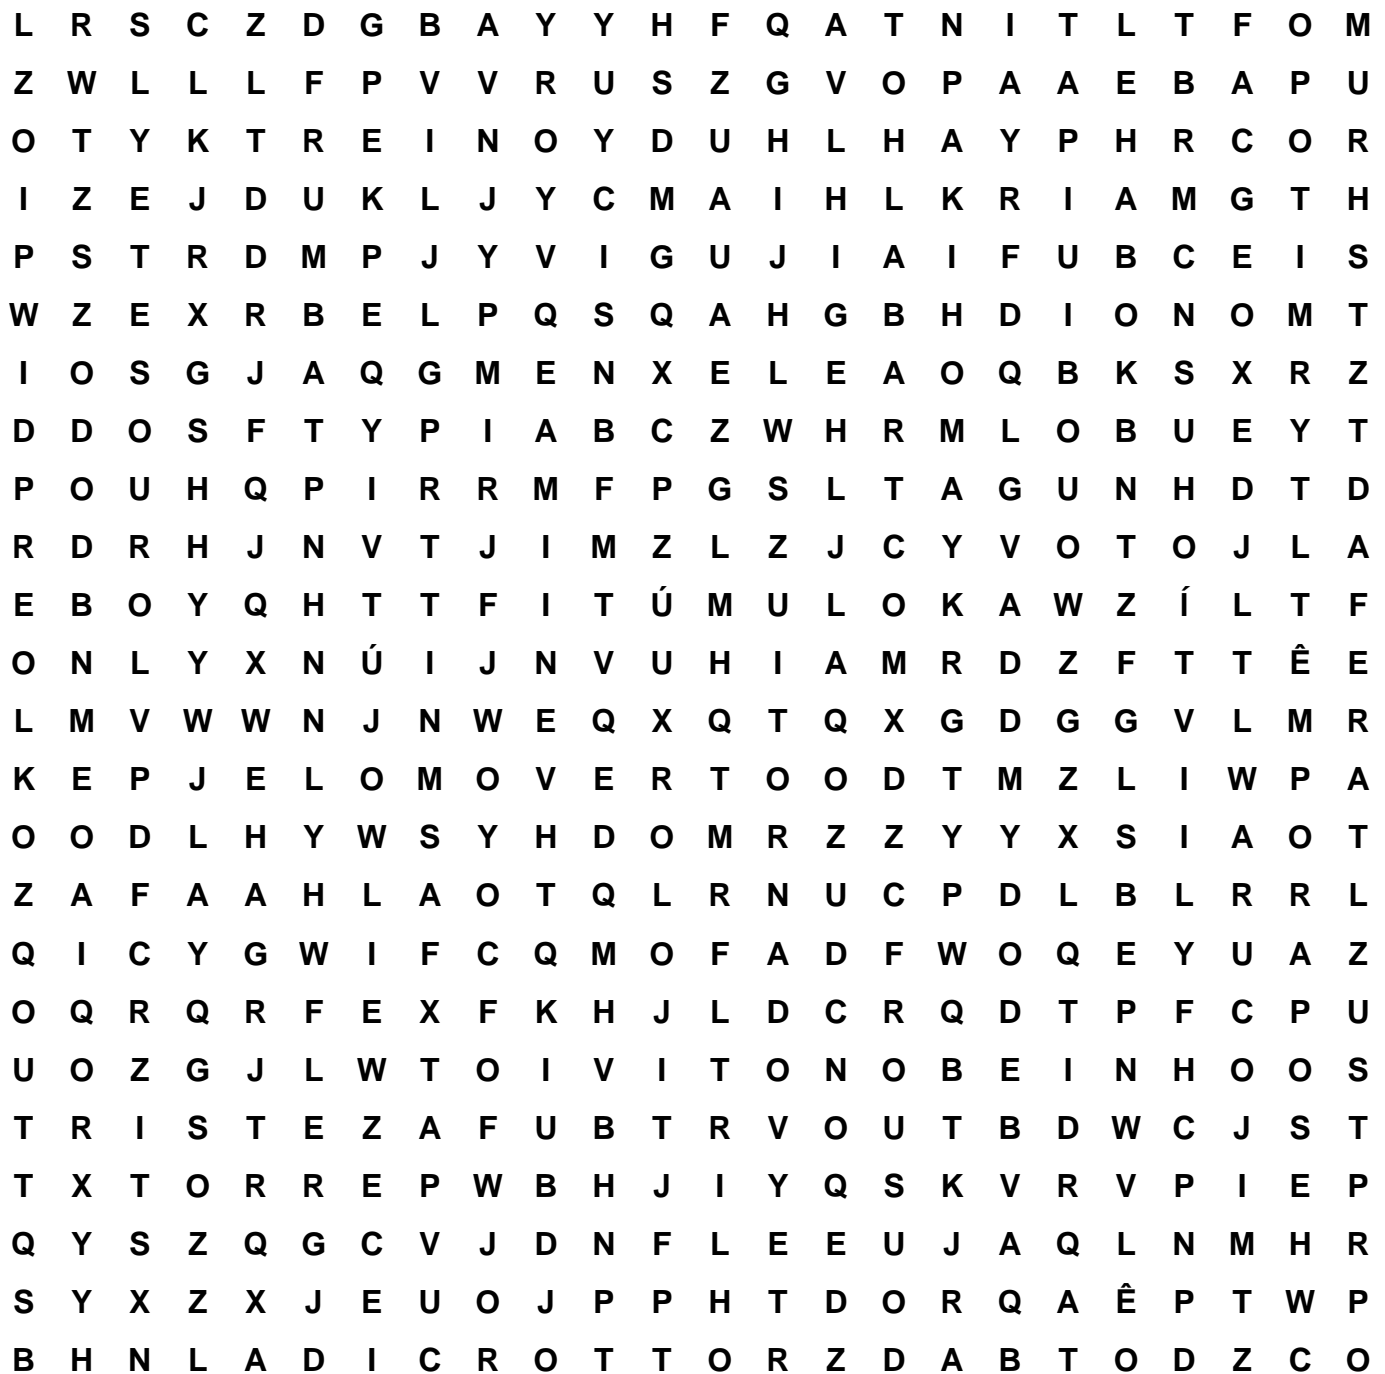 L R S C Z D G B A Y Y H F Q A T N I T L T F O M
Z W L L L F P V V R U S Z G V O P A A E B A P U
O T Y K T R E I N O Y D U H L H A Y P H R C O R
I Z E J D U K L J Y C M A I H L K R I A M G T H
P S T R D M P J Y V I G U J I A I F U B C E I S
W Z E X R B E L P Q S Q A H G B H D I O N O M T
I O S G J A Q G M E N X E L E A O Q B K S X R Z
D D O S F T Y P I A B C Z W H R M L O B U E Y T
P O U H Q P I R R M F P G S L T A G U N H D T D
R D R H J N V T J I M Z L Z J C Y V O T O J L A
E B O Y Q H T T F I T Ú M U L O K A W Z Í L T F
O N L Y X N Ú I J N V U H I A M R D Z F T T Ê E
L M V W W N J N W E Q X Q T Q X G D G G V L M R
K E P J E L O M O V E R T O O D T M Z L I W P A
O O D L H Y W S Y H D O M R Z Z Y Y X S I A O T
Z A F A A H L A O T Q L R N U C P D L B L R R L
Q I C Y G W I F C Q M O F A D F W O Q E Y U A Z
O Q R Q R F E X F K H J L D C R Q D T P F C P U
U O Z G J L W T O I V I T O N O B E I N H O O S
T R I S T E Z A F U B T R V O U T B D W C J S T
T X T O R R E P W B H J I Y Q S K V R V P I E P
Q Y S Z Q G C V J D N F L E E U J A Q L N M H R
S Y X Z X J E U O J P P H T D O R Q A Ê P T W P
B H N L A D I C R O T T O R Z D A B T O D Z C O